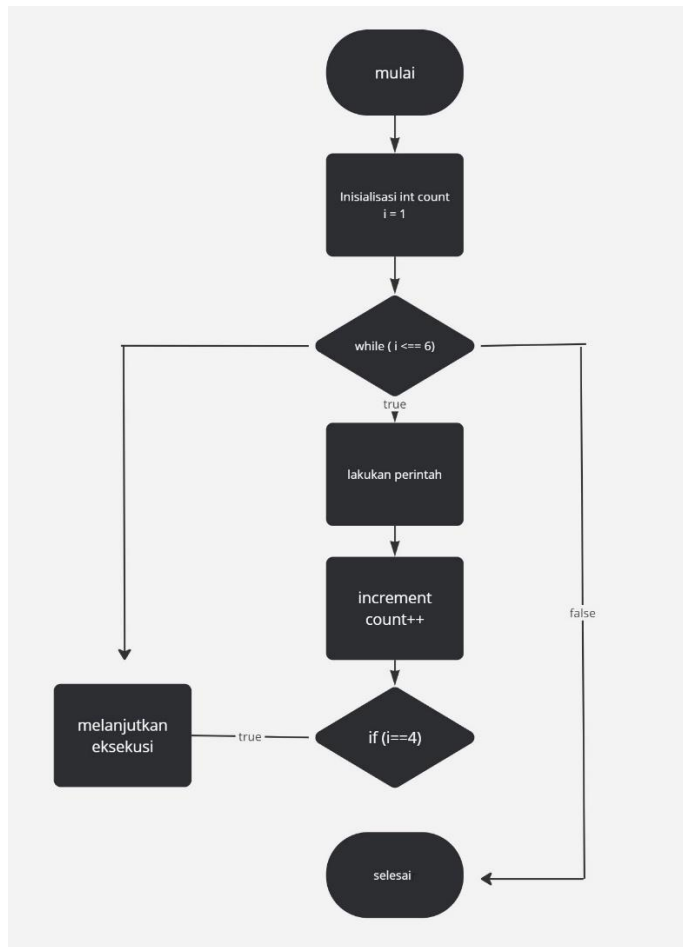 mulai
Inisialisasi int count
i = 1
while ( i <== 6)
true
lakukan perintah
increment
count++
false
melanjutkan
eksekusi
true
if (i==4)
selesai